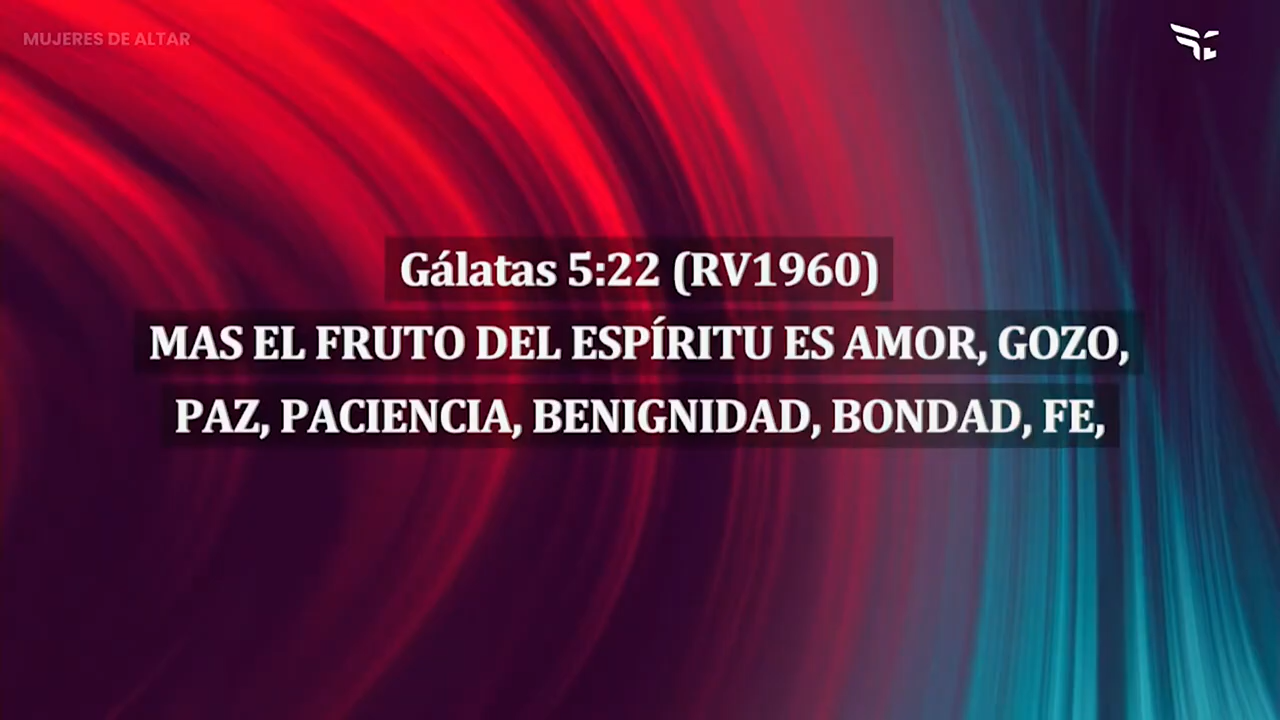 MUJERES DE ALTAR
Gálatas 5:22 (RV1960)
MAS EL FRUTO DEL ESPÍRITU ES AMOR, GOZO,
PAZ, PACIENCIA, BENIGNIDAD, BONDAD, FE,